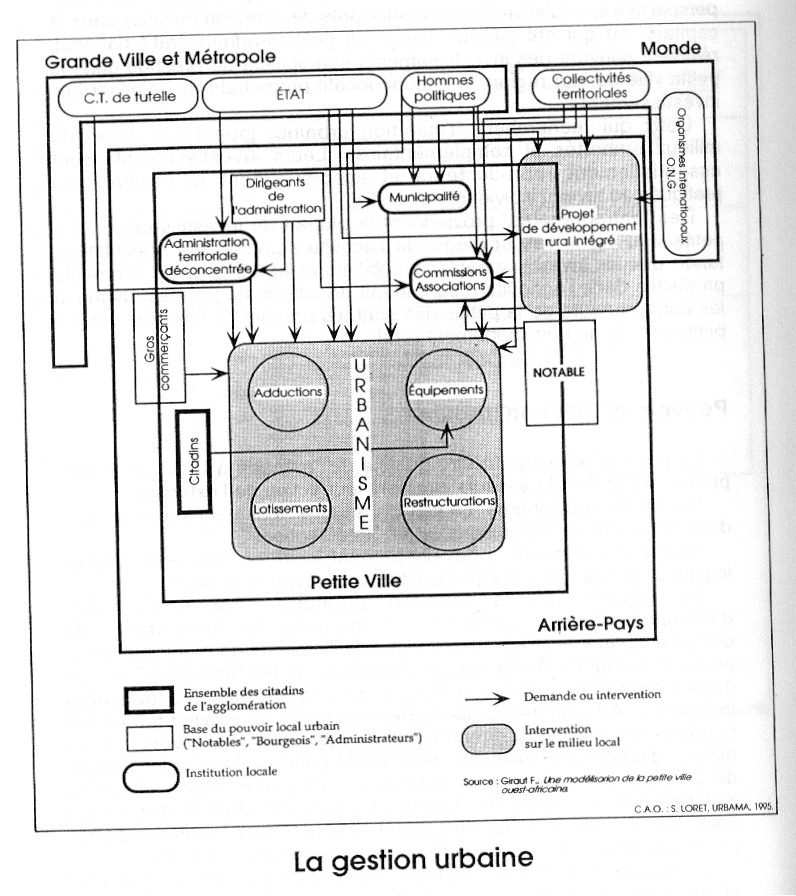 Grande Ville et Métropole
Monde
C.T. de tutelle
ÉTAT
Hommes
politiques
Collectivités
territoriales
Organismes Internationaux
O.N.G.
Dirigeants
de
l'administration
Municipalité
Projet
de développement
rural Intégré
Administration
territoriale
déconcentrée
Commissions
Associations
Gros
commerçants
NOTABLE
Adductions
URBANISME
Équipements
Citadins
Lotissements
Restructurations
Petite Ville
Arrière-Pays
Ensemble des citadins
de l'agglomération
Base du pouvoir local urbain
("Notables", "Bourgeois", "Administrateurs")
Institution locale
Demande ou intervention
Intervention
sur le milieu local
Source : Giraut F., Une modélisarion de la petite ville
ouest-africaine.
C.A.O. : S. LORET, URBAMA, 1995.
La gestion urbaine